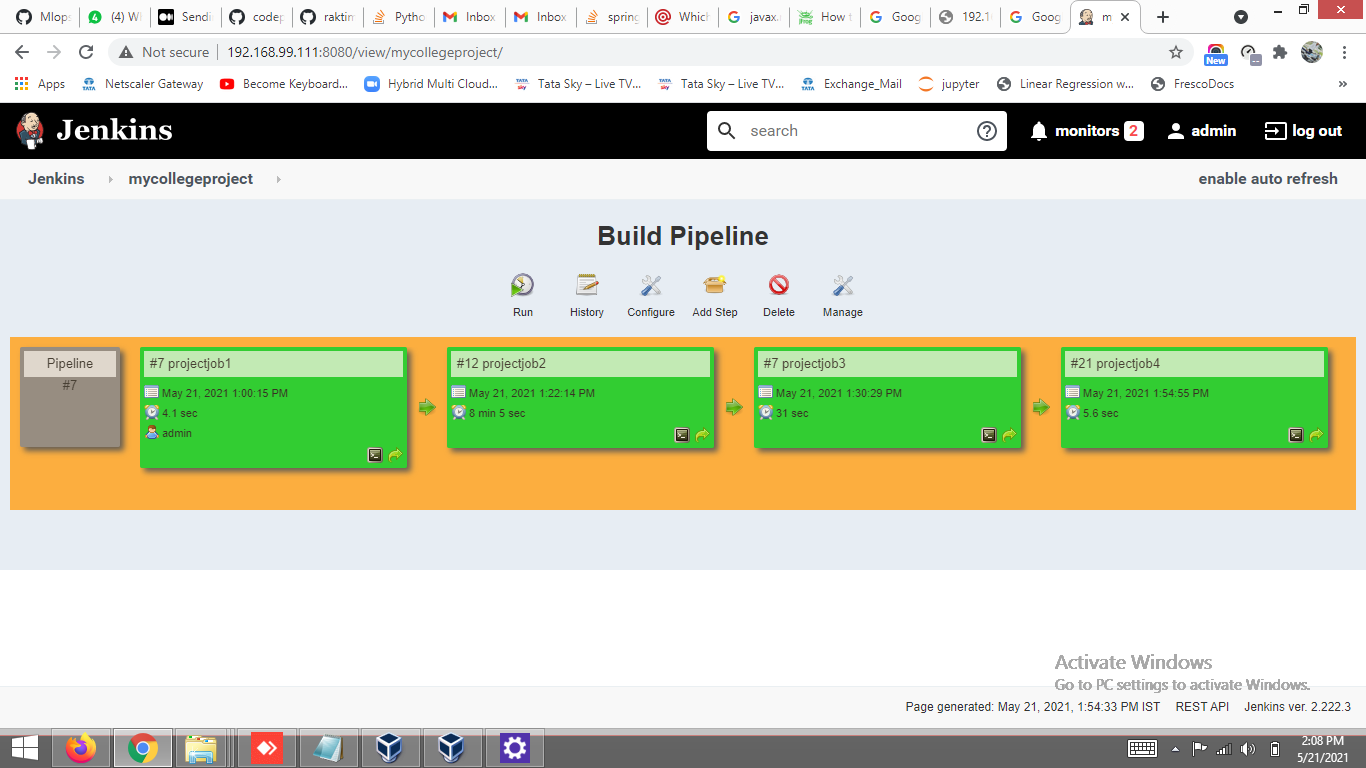 Mlops
(4) W
Sendi
codep
raktim
Pytho
Inbox
Inbox
spring
Which
javax.
How t
Goog
192.1
Goog
m
Not secure
192.168.99.111:8080/view/mycollegeproject/
New
Apps
Netscaler Gateway
Become Keyboard...
Hybrid Multi Cloud...
Tata Sky – Live TV...
Tata Sky – Live TV...
Exchange_Mail
jupyter
Linear Regression w...
FrescoDocs
»
Jenkins
search
monitors 2
admin
log out
Jenkins
mycollegeproject
enable auto refresh
Build Pipeline
Run
History
Configure
Add Step
Delete
Manage
Pipeline
#7
#7 projectjob1
May 21, 2021 1:00:15 PM
4.1 sec
admin
#12 projectjob2
May 21, 2021 1:22:14 PM
8 min 5 sec
#7 projectjob3
May 21, 2021 1:30:29 PM
31 sec
#21 projectjob4
May 21, 2021 1:54:55 PM
5.6 sec
Activate Windows
Go to PC settings to activate Windows.
Page generated: May 21, 2021, 1:54:33 PM IST
REST API
Jenkins ver. 2.222.3
2:08 PM
5/21/2021